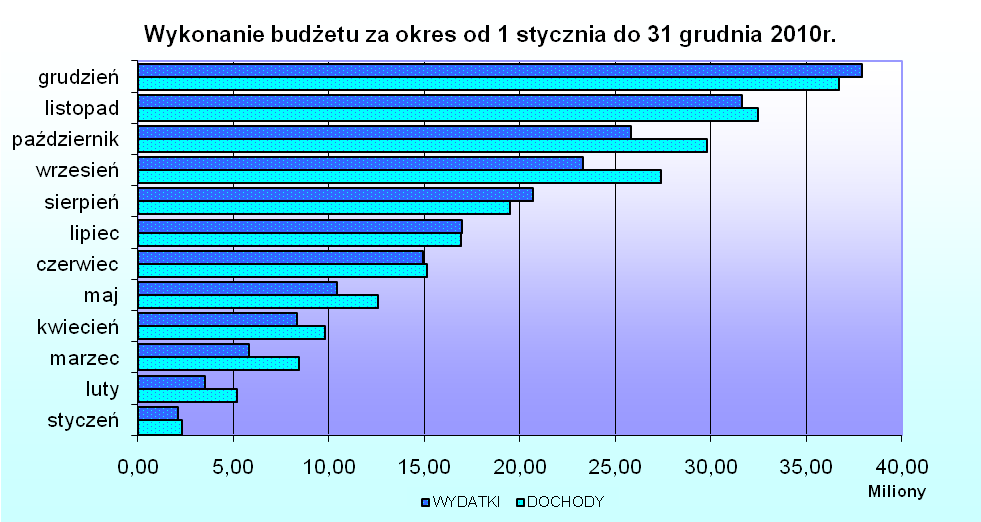 Wykonanie budżetu za okres od 1 stycznia do 31 grudnia 2010r.
grudzień
listopad
październik
wrzesień
sierpień
lipiec
czerwiec
maj
kwiecień
marzec
luty
styczeń
0,00 5,00 10,00 15,00 20,00 25,00 30,00 35,00 40,00
Miliony
WYDATKI DOCHODY